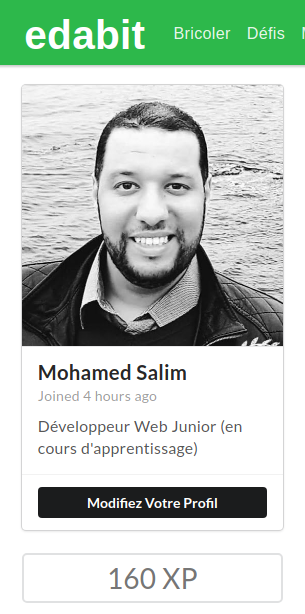 edabit
Bricoler Défis
Mohamed Salim
Joined 4 hours ago
Développeur Web Junior (en
cours d'apprentissage)
Modifiez Votre Profil
160 XP